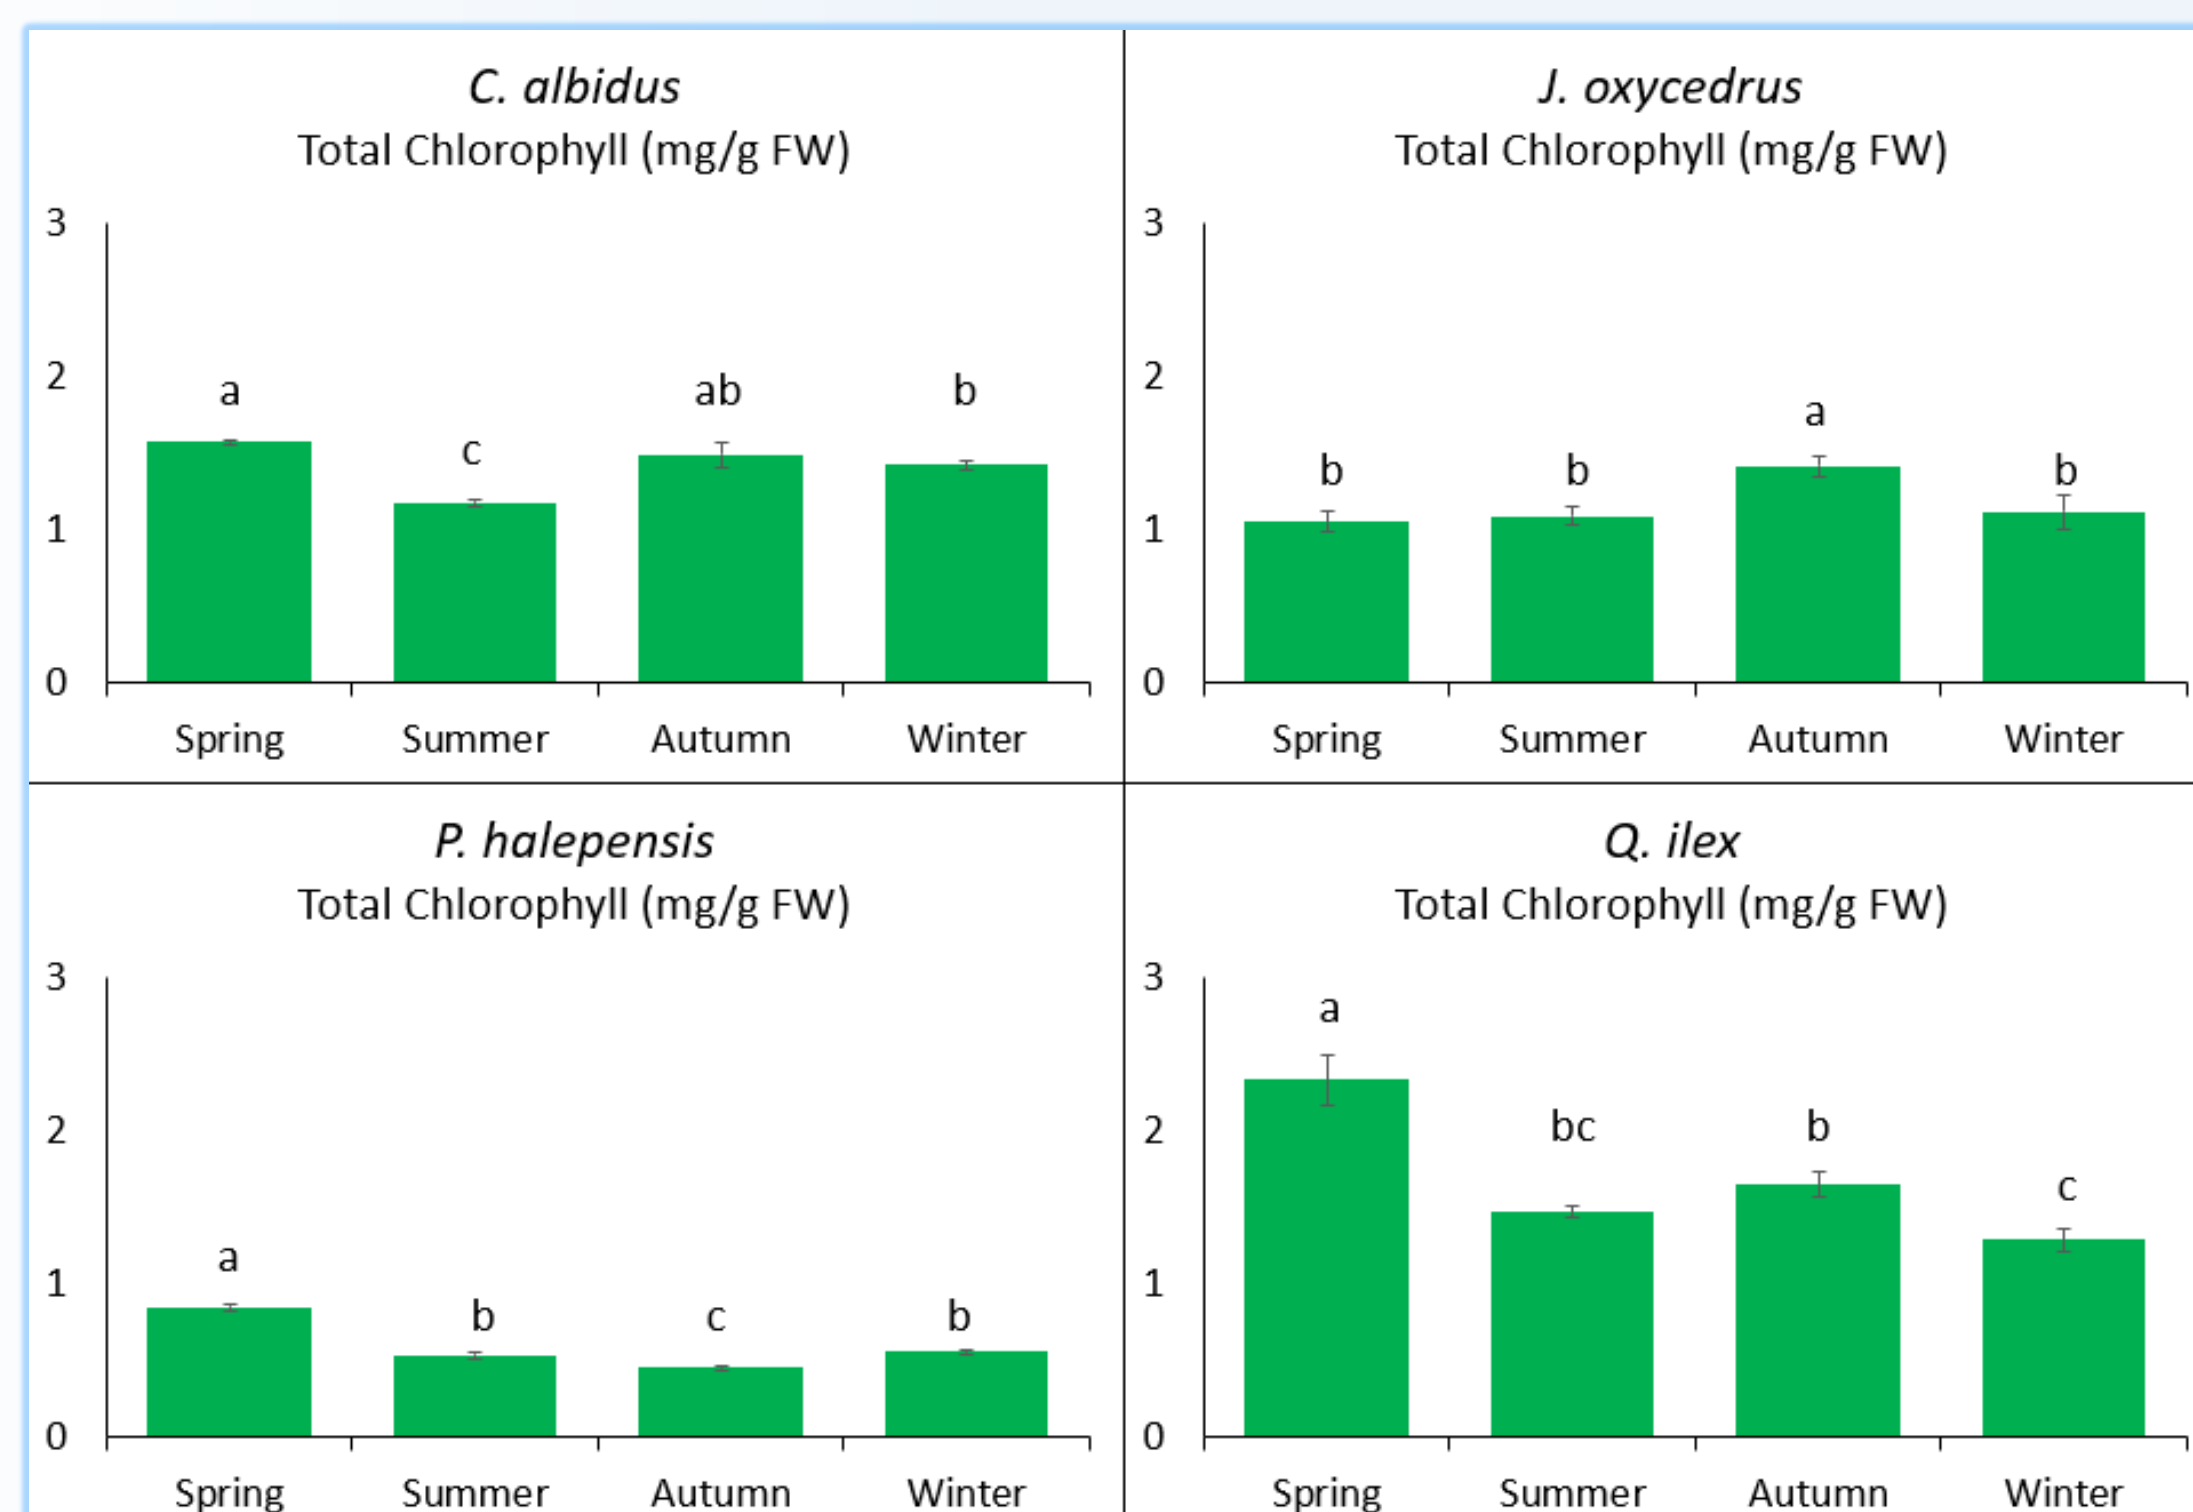 C. albidus
Total Chlorophyll (mg/g FW)
3
2
1
0
a
c
ab
b
Spring Summer Autumn Winter
J. oxycedrus
Total Chlorophyll (mg/g FW)
3
2
1
0
b
b
a
b
Spring Summer Autumn Winter
P. halepensis
Total Chlorophyll (mg/g FW)
3
2
1
0
a
b
c
b
Spring Summer Autumn Winter
Q. ilex
Total Chlorophyll (mg/g FW)
3
2
1
0
a
bc
b
c
Spring Summer Autumn Winter